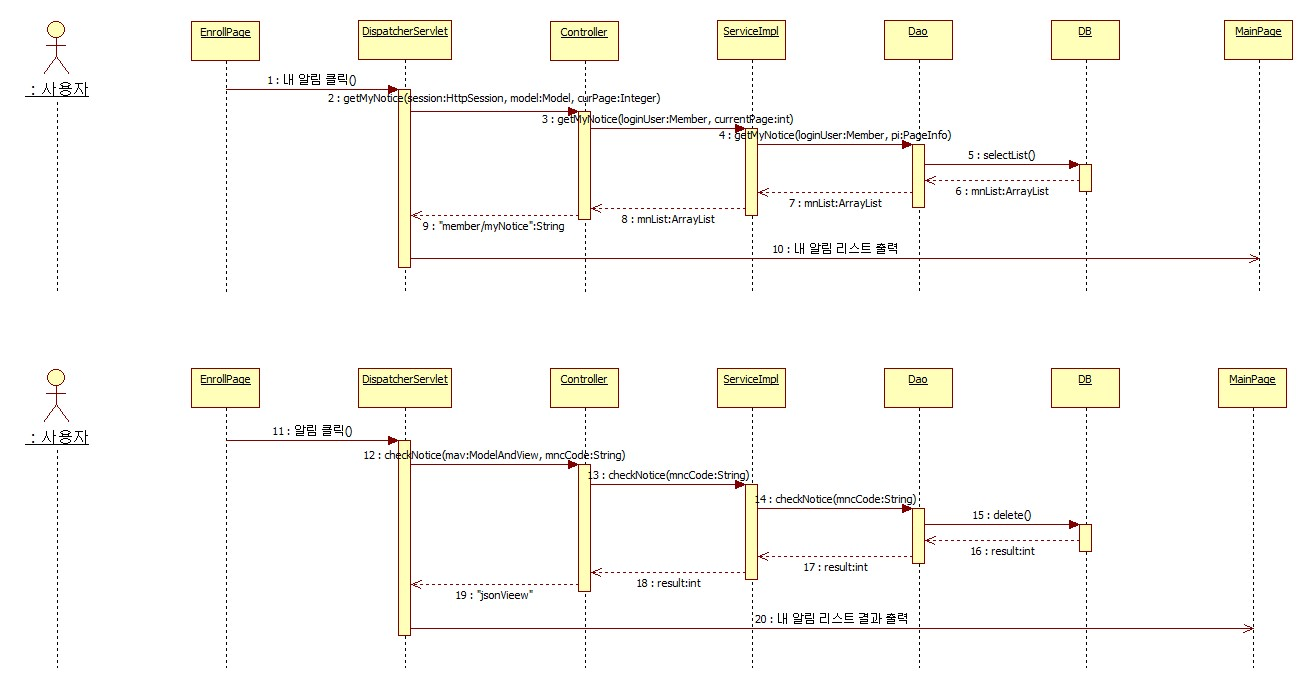 : 사용자
EnrollPage
DispatcherServlet
Controller
ServiceImpl
Dao
DB
MainPage
1 : 내 알림 클릭()
2 : getMyNotice(session:HttpSession, model:Model, curPage:Integer)
3 : getMyNotice(loginUser:Member, currentPage:int)
4 : getMyNotice(loginUser:Member, pi:PageInfo)
5 : selectList()
6 : mnList:ArrayList
7 : mnList:ArrayList
8 : mnList:ArrayList
9 : "member/myNotice":String
10 : 내 알림 리스트 출력
: 사용자
EnrollPage
DispatcherServlet
Controller
ServiceImpl
Dao
DB
MainPage
11 : 알림 클릭()
12 : checkNotice(mav:ModelAndView, mncCode:String)
13 : checkNotice(mncCode:String)
14 : checkNotice(mncCode:String)
15 : delete()
16 : result:int
17 : result:int
18 : result:int
19 : "jsonVieew"
20 : 내 알림 리스트 결과 출력